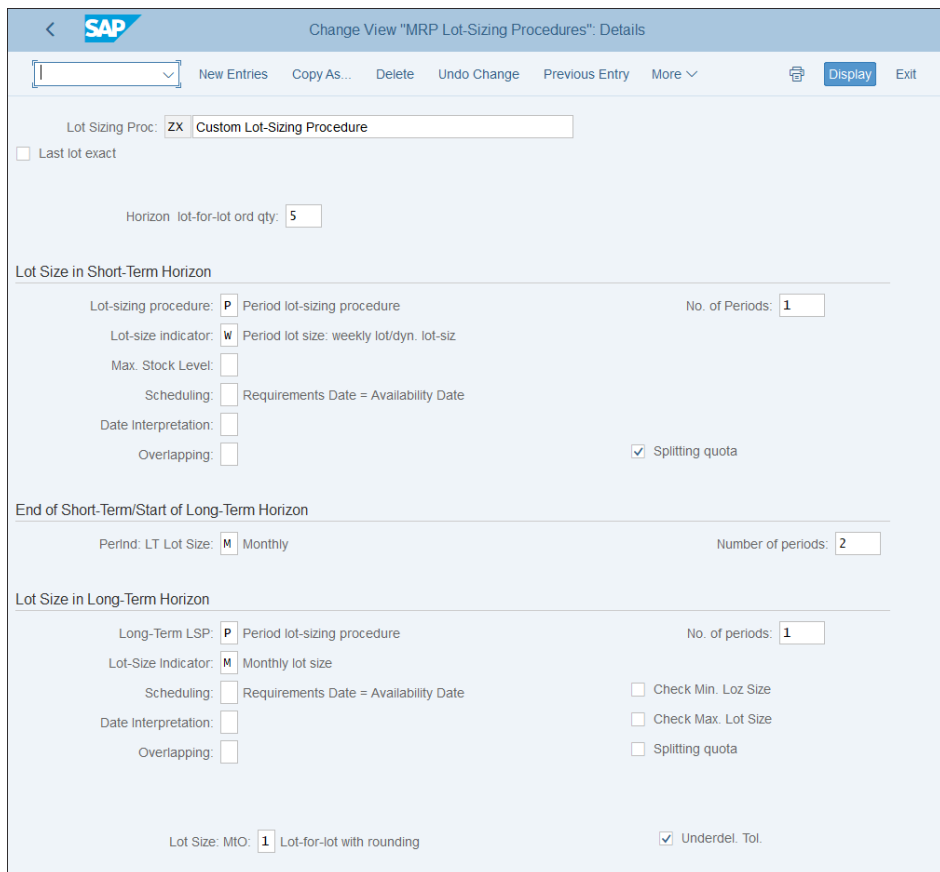 SAP Change View "MRP Lot-Sizing Procedures": Details
New Entries Copy As... Delete Undo Change Previous Entry More Display Exit
Lot Sizing Proc: ZX Custom Lot-Sizing Procedure
Last lot exact
Horizon lot-for-lot ord qty: 5
Lot Size in Short-Term Horizon
Lot-sizing procedure: P Period lot-sizing procedure No. of Periods: 1
Lot-size indicator: W Period lot size: weekly lot/dyn. lot-siz
Max. Stock Level:
Scheduling: Requirements Date = Availability Date
Date Interpretation:
Overlapping: Splitting quota
End of Short-Term/Start of Long-Term Horizon
PerInd: LT Lot Size: M Monthly Number of periods: 2
Lot Size in Long-Term Horizon
Long-Term LSP: P Period lot-sizing procedure No. of periods: 1
Lot-Size Indicator: M Monthly lot size
Scheduling: Requirements Date = Availability Date Check Min. Loz Size
Date Interpretation: Check Max. Lot Size
Overlapping: Splitting quota
Lot Size: MtO: 1 Lot-for-lot with rounding Underdel. Tol.